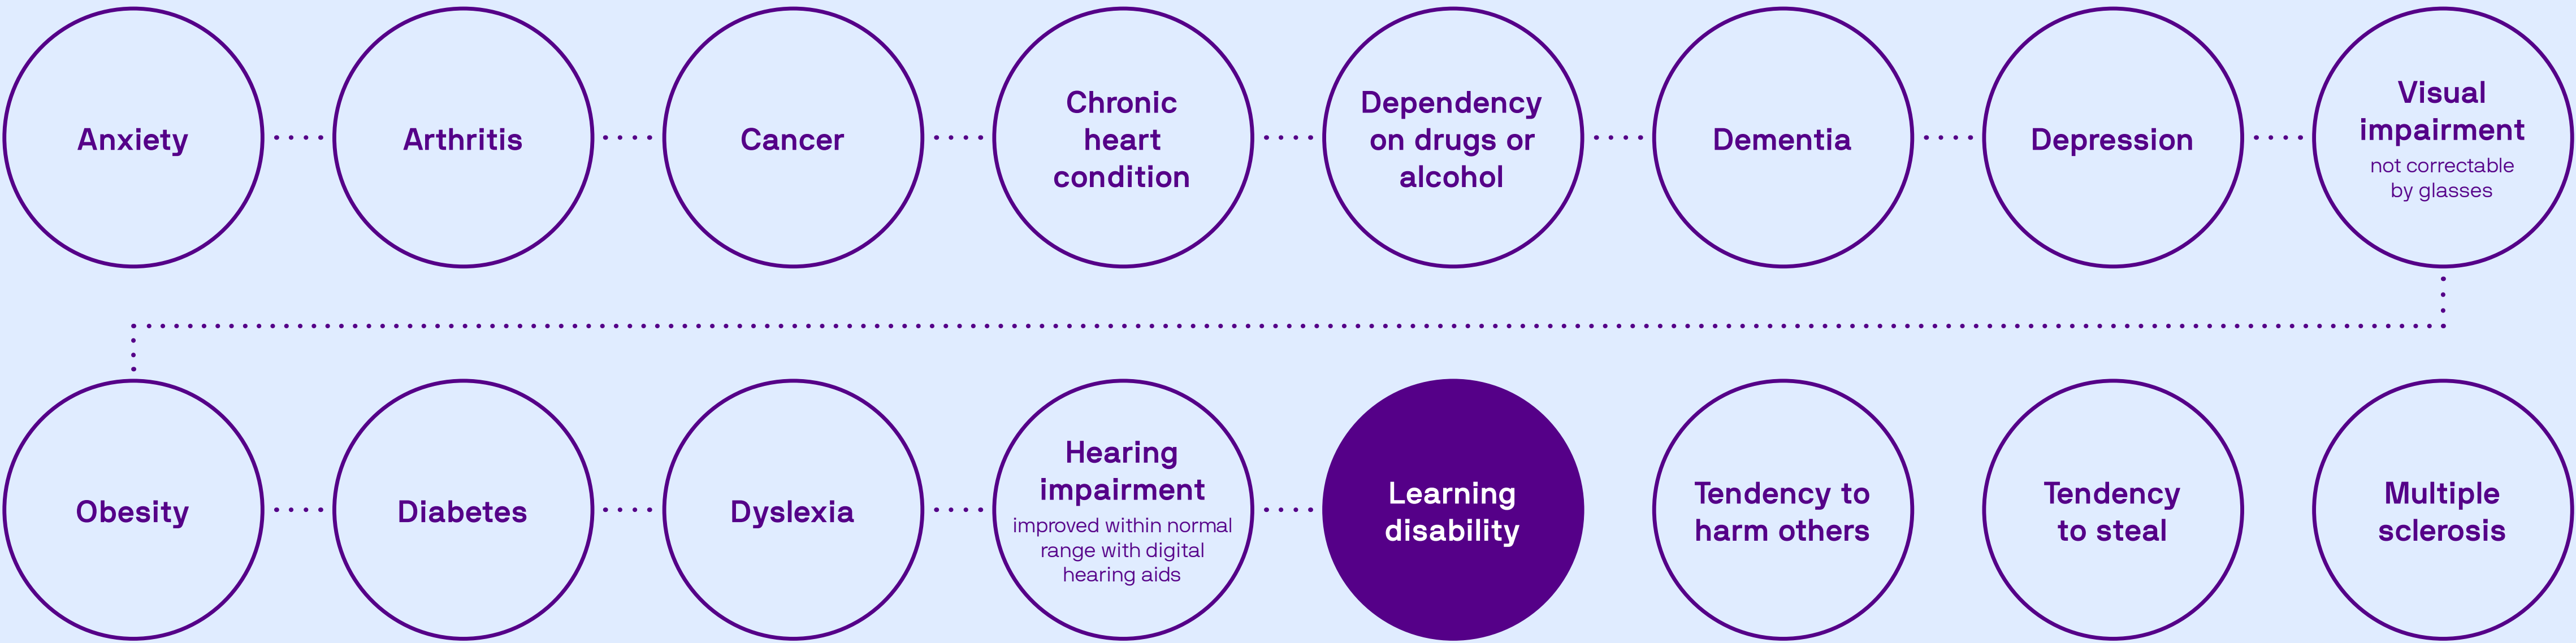 Anxiety
Arthritis
Cancer
Chronic
heart
condition
Dependency
on drugs or
alcohol
Dementia
Depression
Visual
impairment
not correctable
by glasses
Obesity
Diabetes
Dyslexia
Hearing
impairment
improved within normal
range with digital
hearing aids
Learning
disability
Tendency to
harm others
Tendency
to steal
Multiple
sclerosis